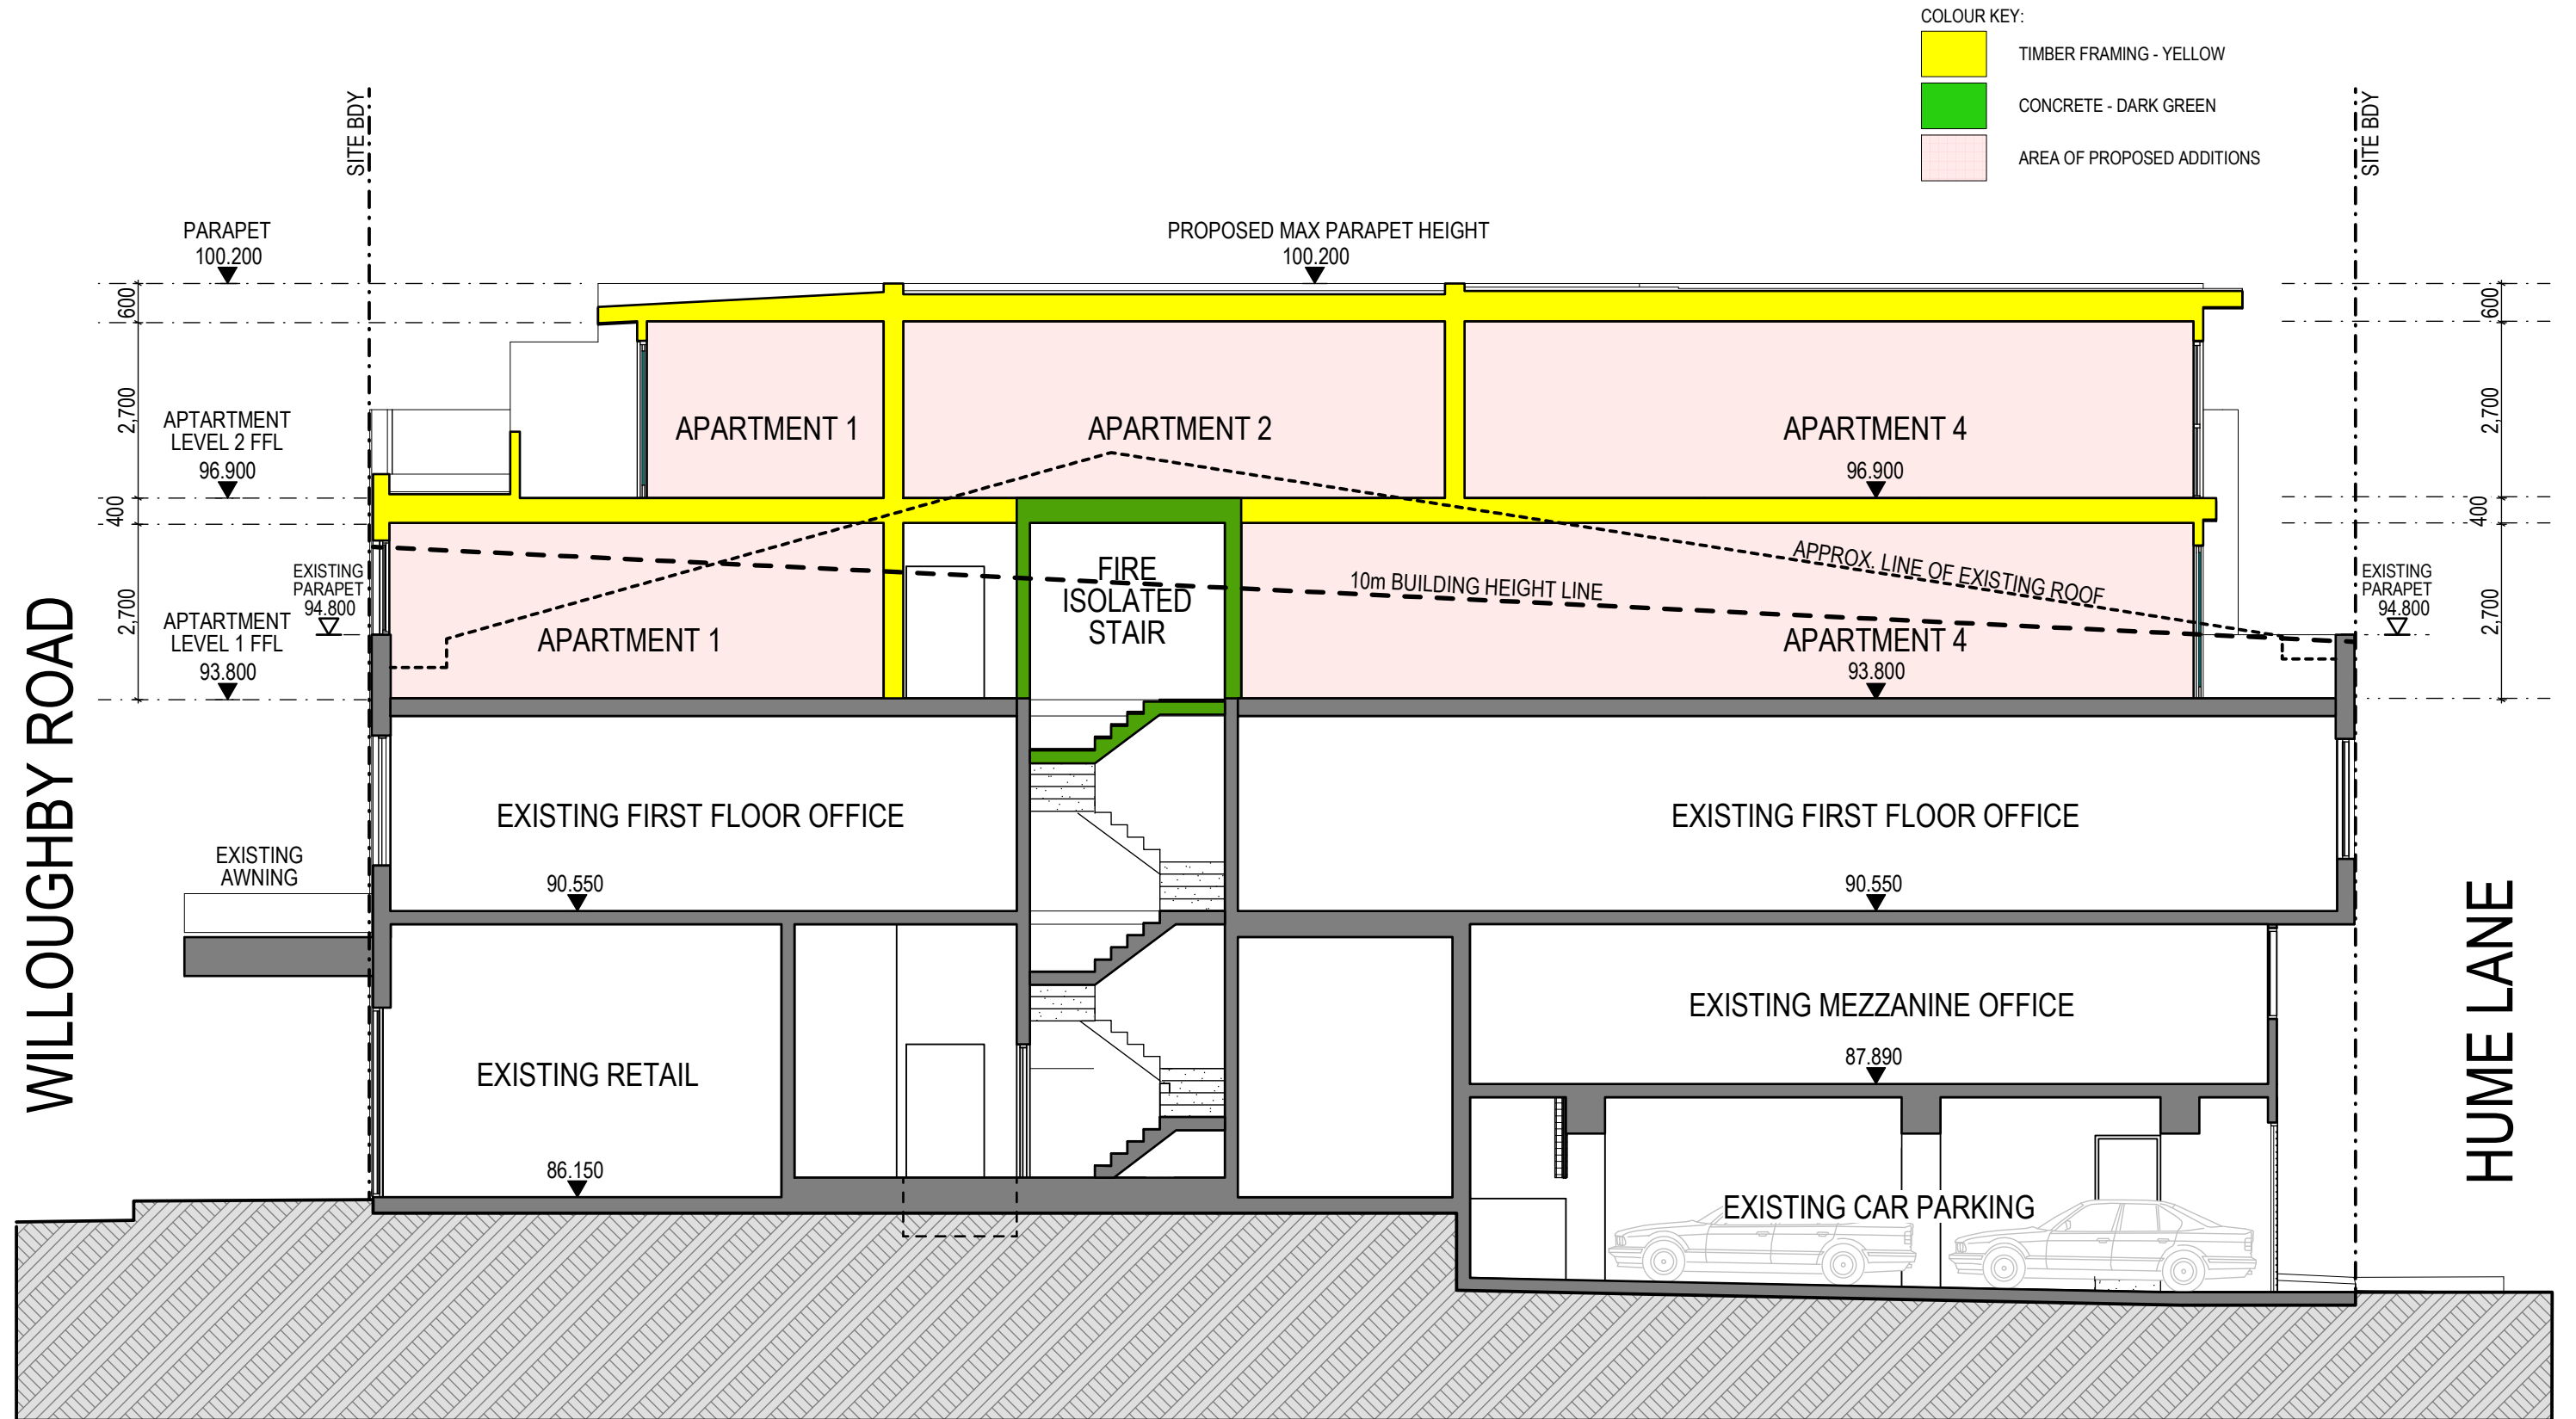 COLOUR KEY:
TIMBER FRAMING - YELLOW
CONCRETE - DARK GREEN
AREA OF PROPOSED ADDITIONS
SITE BDY
SITE BDY
PARAPET
100.200
PROPOSED MAX PARAPET HEIGHT
100.200
600
600
2,700
2,700
APTARTMENT
LEVEL 2 FFL
96.900
APARTMENT 1
APARTMENT 2
APARTMENT 4
96.900
400
400
EXISTING
PARAPET
94.800
2,700
APTARTMENT
LEVEL 1 FFL
93.800
APARTMENT 1
FIRE
ISOLATED
STAIR
10m BUILDING HEIGHT LINE
APPROX. LINE OF EXISTING ROOF
APARTMENT 4
93.800
EXISTING
PARAPET
94.800
2,700
WILLOUGHBY ROAD
EXISTING FIRST FLOOR OFFICE
90.550
EXISTING FIRST FLOOR OFFICE
90.550
EXISTING
AWNING
EXISTING MEZZANINE OFFICE
87.890
EXISTING RETAIL
86.150
EXISTING CAR PARKING
HUME LANE